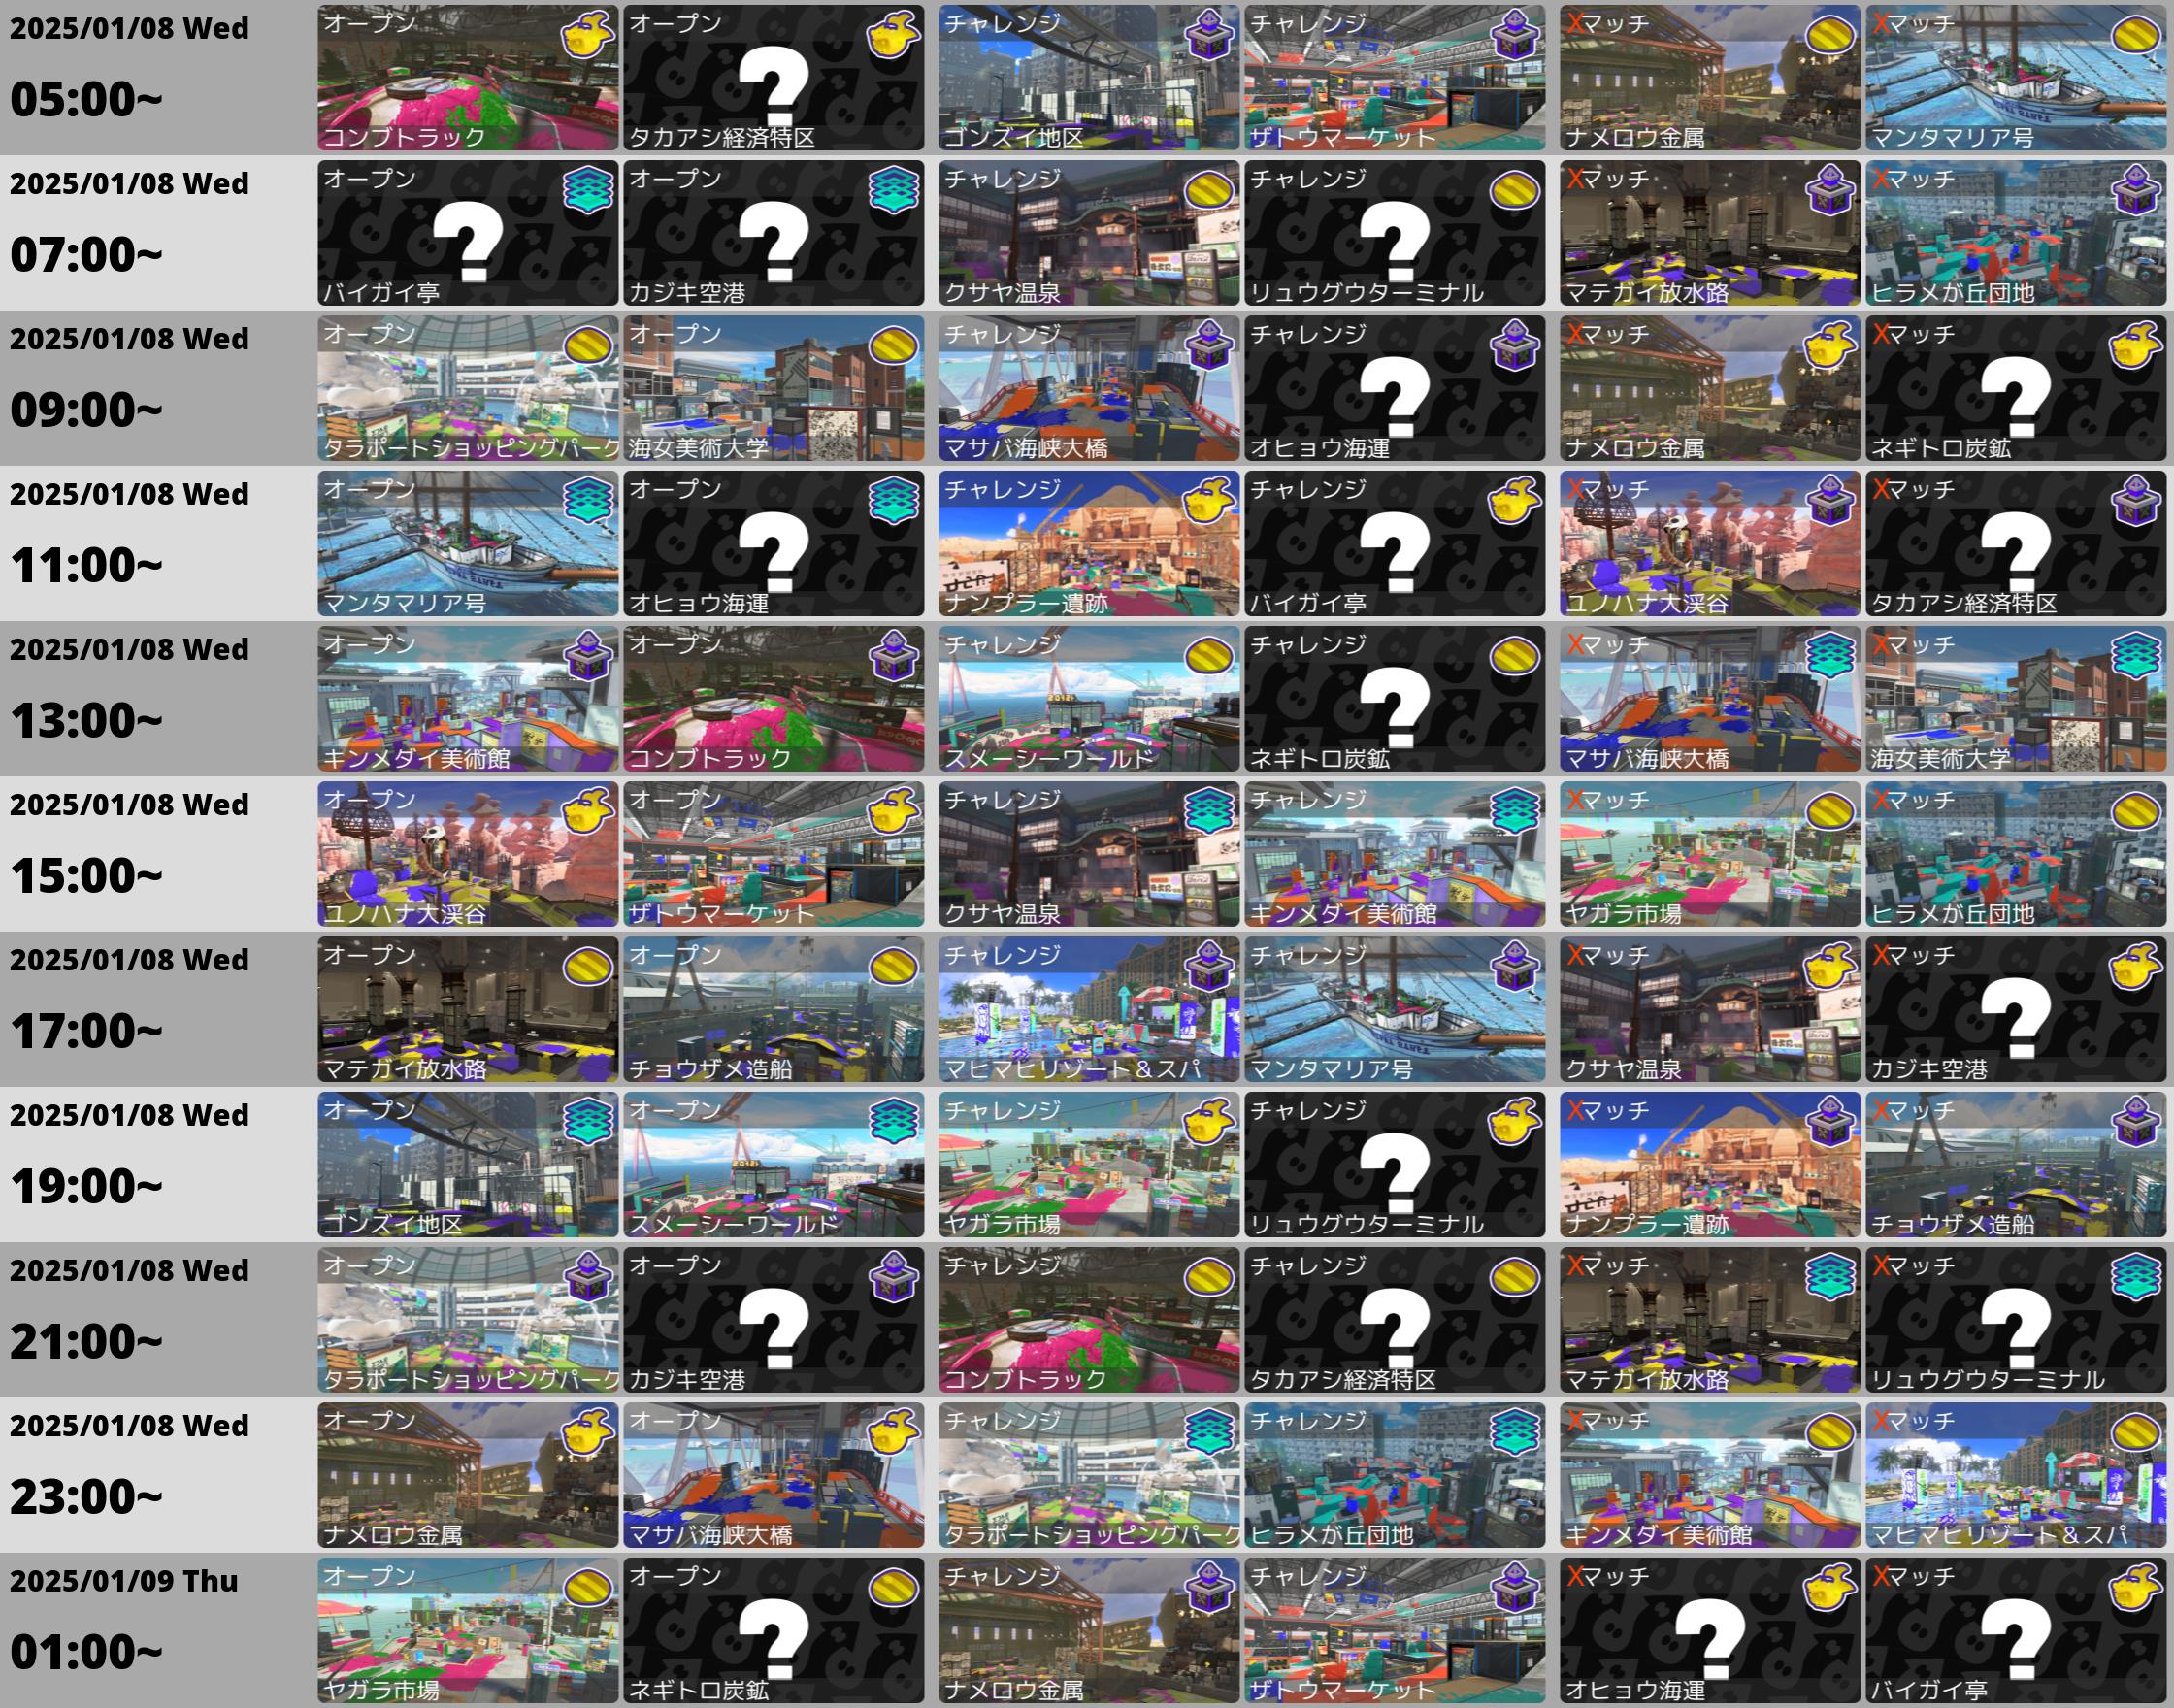 2025/01/08 Wed
05:00~
オープン
コンブトラック
オープン
タカアシ経済特区
チャレンジ
ゴンズイ地区
チャレンジ
ザトウマーケット
Xマッチ
ナメロウ金属
Xマッチ
マンタマリア号
2025/01/08 Wed
07:00~
オープン
バイガイ亭
オープン
カジキ空港
チャレンジ
クサヤ温泉
チャレンジ
リュウグウターミナル
Xマッチ
マテガイ放水路
Xマッチ
ヒラメが丘団地
2025/01/08 Wed
09:00~
オープン
タラポートショッピングパーク
オープン
海女美術大学
チャレンジ
マサバ海峡大橋
チャレンジ
オヒョウ海運
Xマッチ
ナメロウ金属
Xマッチ
ネギトロ炭鉱
2025/01/08 Wed
11:00~
オープン
マンタマリア号
オープン
オヒョウ海運
チャレンジ
ナンプラー遺跡
チャレンジ
バイガイ亭
Xマッチ
ユノハナ大渓谷
Xマッチ
タカアシ経済特区
2025/01/08 Wed
13:00~
オープン
キンメダイ美術館
オープン
コンブトラック
チャレンジ
スメーシーワールド
チャレンジ
ネギトロ炭鉱
Xマッチ
マサバ海峡大橋
Xマッチ
海女美術大学
2025/01/08 Wed
15:00~
オープン
ユノハナ大渓谷
オープン
ザトウマーケット
チャレンジ
クサヤ温泉
チャレンジ
キンメダイ美術館
Xマッチ
ヤガラ市場
Xマッチ
ヒラメが丘団地
2025/01/08 Wed
17:00~
オープン
マテガイ放水路
オープン
チョウザメ造船
チャレンジ
マヒマヒリゾート&スパ
チャレンジ
マンタマリア号
Xマッチ
クサヤ温泉
Xマッチ
カジキ空港
2025/01/08 Wed
19:00~
オープン
ゴンズイ地区
オープン
スメーシーワールド
チャレンジ
ヤガラ市場
チャレンジ
リュウグウターミナル
Xマッチ
ナンプラー遺跡
Xマッチ
チョウザメ造船
2025/01/08 Wed
21:00~
オープン
タラポートショッピングパーク
オープン
カジキ空港
チャレンジ
コンブトラック
チャレンジ
タカアシ経済特区
Xマッチ
マテガイ放水路
Xマッチ
リュウグウターミナル
2025/01/08 Wed
23:00~
オープン
ナメロウ金属
オープン
マサバ海峡大橋
チャレンジ
タラポートショッピングパーク
チャレンジ
ヒラメが丘団地
Xマッチ
キンメダイ美術館
Xマッチ
マヒマヒリゾート&スパ
2025/01/09 Thu
01:00~
オープン
ヤガラ市場
オープン
ネギトロ炭鉱
チャレンジ
ナメロウ金属
チャレンジ
ザトウマーケット
Xマッチ
オヒョウ海運
Xマッチ
バイガイ亭